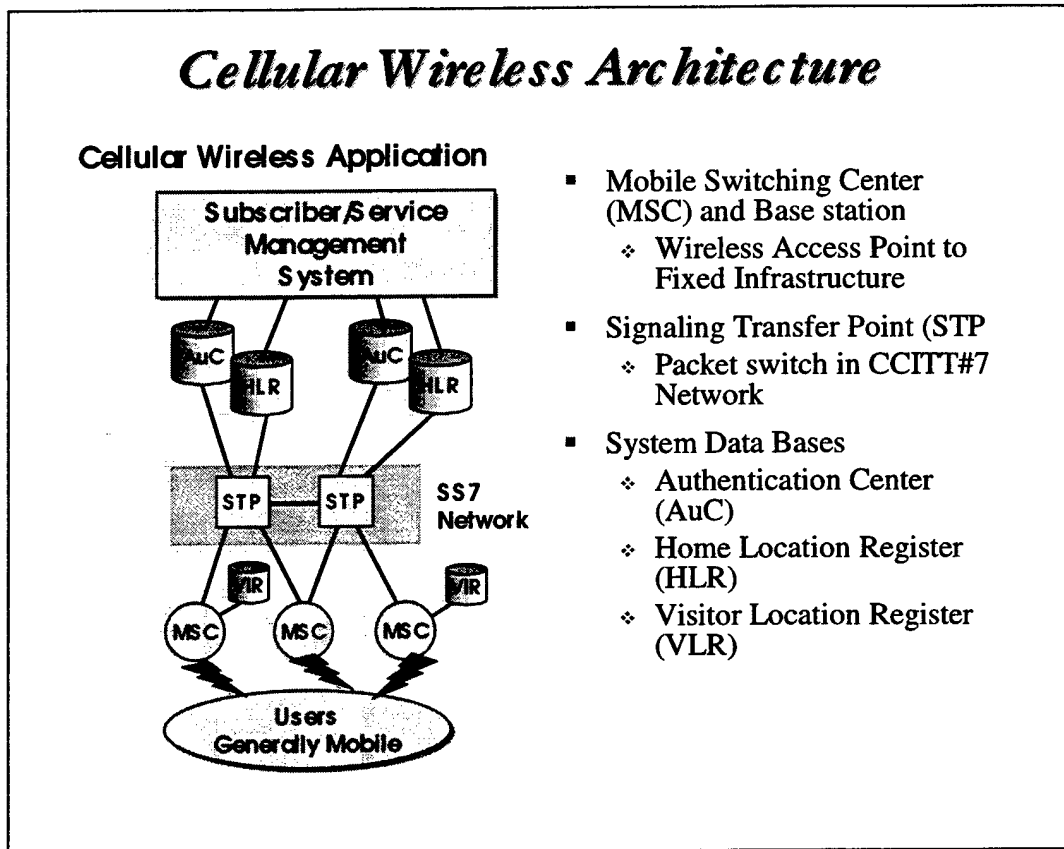 Cellular Wireless Architecture
Cellular Wireless Application
Subscriber/Service
Management
System
AuC
HLR
AuC
HLR
STP
STP
SS7
Network
VIR
VIR
MSC
MSC
MSC
Users
Generally Mobile
▪ Mobile Switching Center
(MSC) and Base station
❖ Wireless Access Point to
Fixed Infrastructure
▪ Signaling Transfer Point (STP
❖ Packet switch in CCITT#7
Network
▪ System Data Bases
❖ Authentication Center
(AuC)
❖ Home Location Register
(HLR)
❖ Visitor Location Register
(VLR)